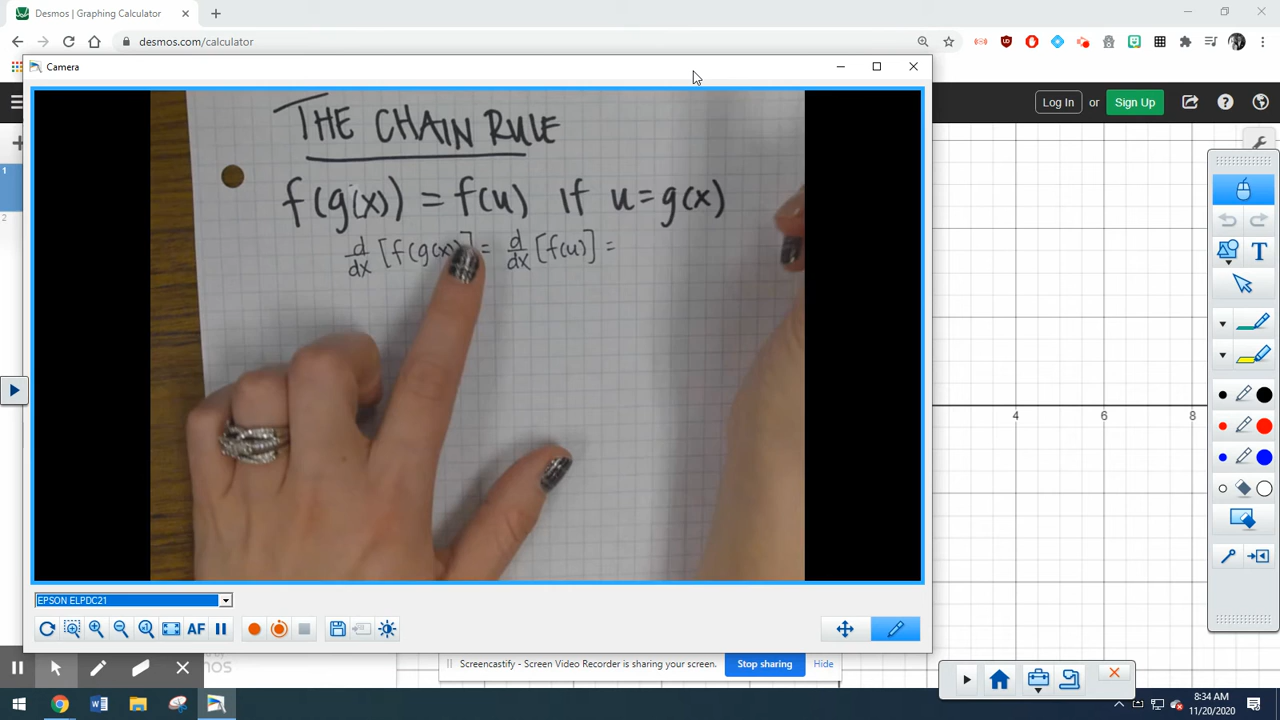 Desmos | Graphing Calculator
desmos.com/calculator
Camera
Log In or Sign Up
1
2
THE CHAIN RULE
f(g(x)) = f(u) If u=g(x)
d/dx [f(g(x))] = d/dx [f(u)] =
4 6 8
T
EPSON ELPDC21
AF
Screencastify - Screen Video Recorder is sharing your screen. Stop sharing Hide
8:34 AM
11/20/2020